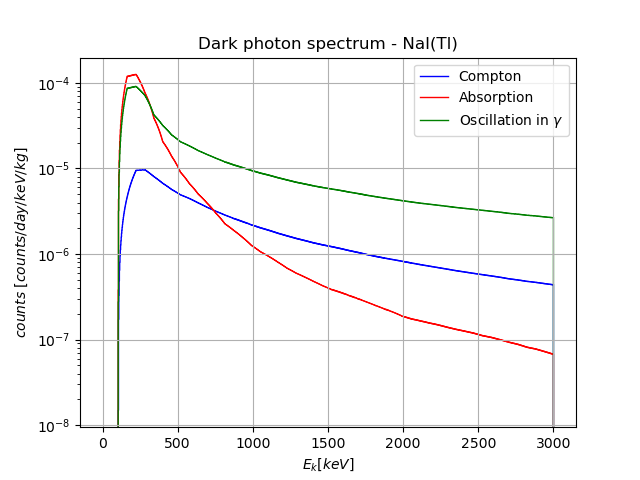 Dark photon spectrum - NaI(Tl)
Compton
Absorption
Oscillation in γ
counts [counts/day/keV/kg]
10⁻⁴
10⁻⁵
10⁻⁶
10⁻⁷
10⁻⁸
0 500 1000 1500 2000 2500 3000
Eₖ[keV]